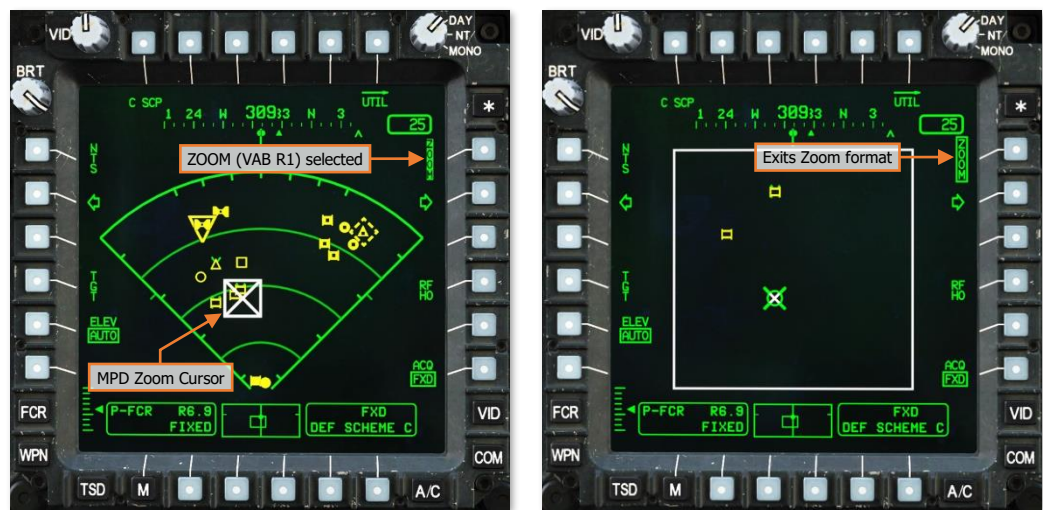 VID
DAY
NT
MONO
BRT
*
C SCP
1 24 W 309 33 N 3
UTIL
25
ZOOM
ZOOM (VAB R1) selected
NTS
TGT
RF
HO
ELEV
AUTO
MPD Zoom Cursor
ACQ
FXD
P-FCR R6.9
FIXED
FXD
DEF SCHEME C
FCR
VID
WPN
COM
TSD
M
A/C
VID
DAY
NT
MONO
BRT
*
C SCP
1 24 W 309 33 N 3
UTIL
25
ZOOM
Exits Zoom format
NTS
TGT
RF
HO
ELEV
AUTO
ACQ
FXD
P-FCR R6.9
FIXED
FXD
DEF SCHEME C
FCR
VID
WPN
COM
TSD
M
A/C